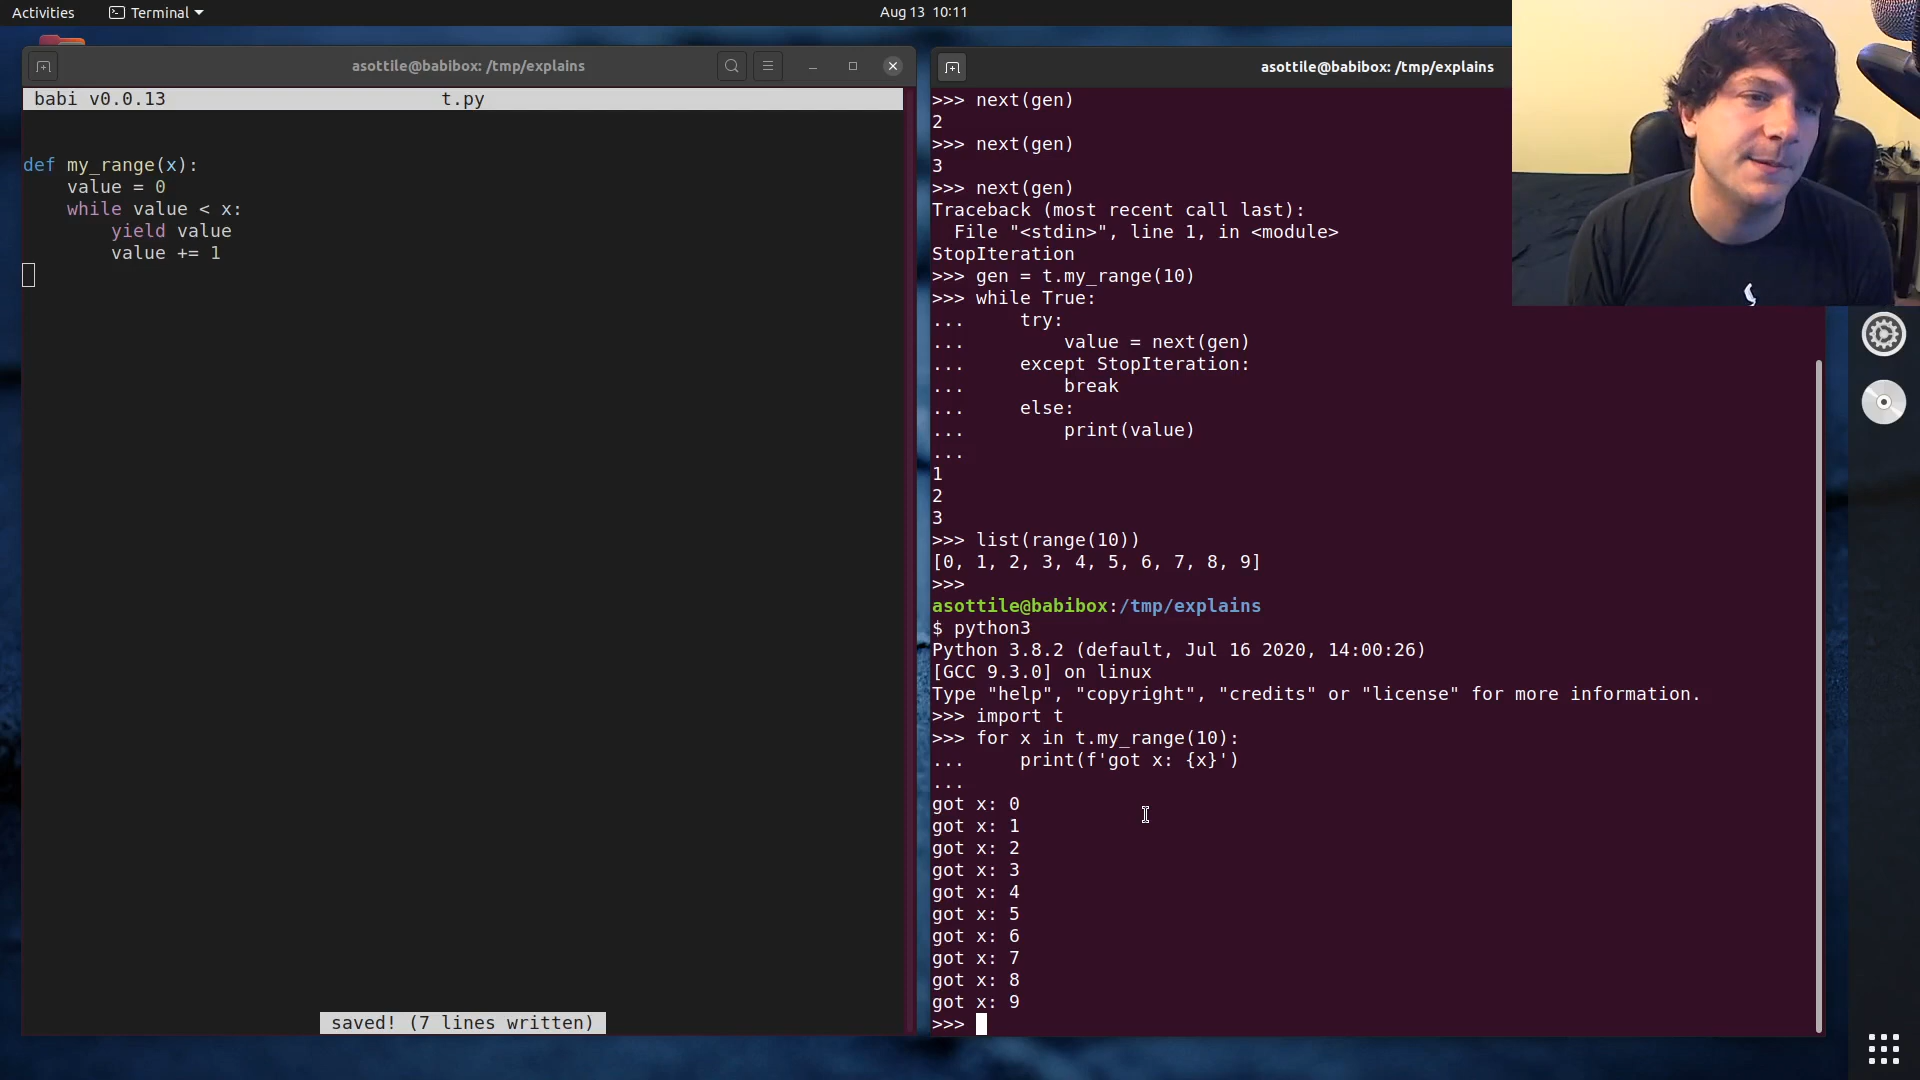 Activities
Terminal
Aug 13 10:11
asottile@babibox: /tmp/explains
babi v0.0.13 t.py
def my_range(x):
    value = 0
    while value < x:
        yield value
        value += 1
saved! (7 lines written)
asottile@babibox: /tmp/explains
>>> next(gen)
2
>>> next(gen)
3
>>> next(gen)
Traceback (most recent call last):
  File "<stdin>", line 1, in <module>
StopIteration
>>> gen = t.my_range(10)
>>> while True:
...     try:
...         value = next(gen)
...     except StopIteration:
...         break
...     else:
...         print(value)
...
1
2
3
>>> list(range(10))
[0, 1, 2, 3, 4, 5, 6, 7, 8, 9]
>>>
asottile@babibox:/tmp/explains
$ python3
Python 3.8.2 (default, Jul 16 2020, 14:00:26)
[GCC 9.3.0] on linux
Type "help", "copyright", "credits" or "license" for more information.
>>> import t
>>> for x in t.my_range(10):
...     print(f'got x: {x}')
...
got x: 0
got x: 1
got x: 2
got x: 3
got x: 4
got x: 5
got x: 6
got x: 7
got x: 8
got x: 9
>>>